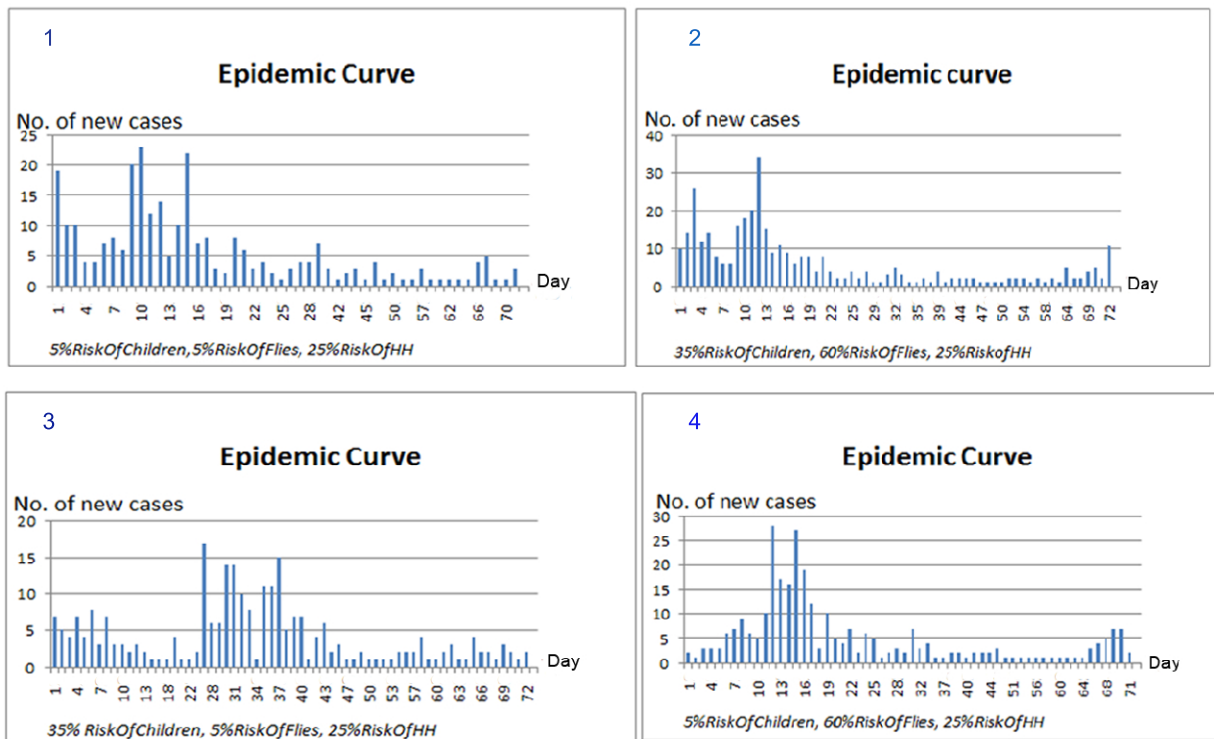 1
Epidemic Curve
No. of new cases
25
20
15
10
5
0
1 4 7 10 13 16 19 22 25 28 42 45 50 57 62 66 70
Day
5%RiskOfChildren,5%RiskOfFlies, 25%RiskOfHH
2
Epidemic curve
No. of new cases
40
30
20
10
0
1 4 7 10 13 16 19 22 25 29 32 35 39 44 47 54 58 64 69 72
Day
35%RiskOfChildren, 60%RiskOfFlies, 25%RiskofHH
3
Epidemic Curve
No. of new cases
20
15
10
5
0
1 4 7 10 13 18 22 28 31 34 37 40 43 47 50 53 57 60 63 66 69 72
Day
35% RiskOfChildren, 5%RiskOfFlies, 25%RiskOfHH
4
Epidemic Curve
No. of new cases
30
25
20
15
10
5
0
1 4 7 10 13 16 19 22 25 28 32 37 40 44 51 56 60 64 68 71
Day
5%RiskOfChildren, 60%RiskOfFlies, 25%RiskOfHH